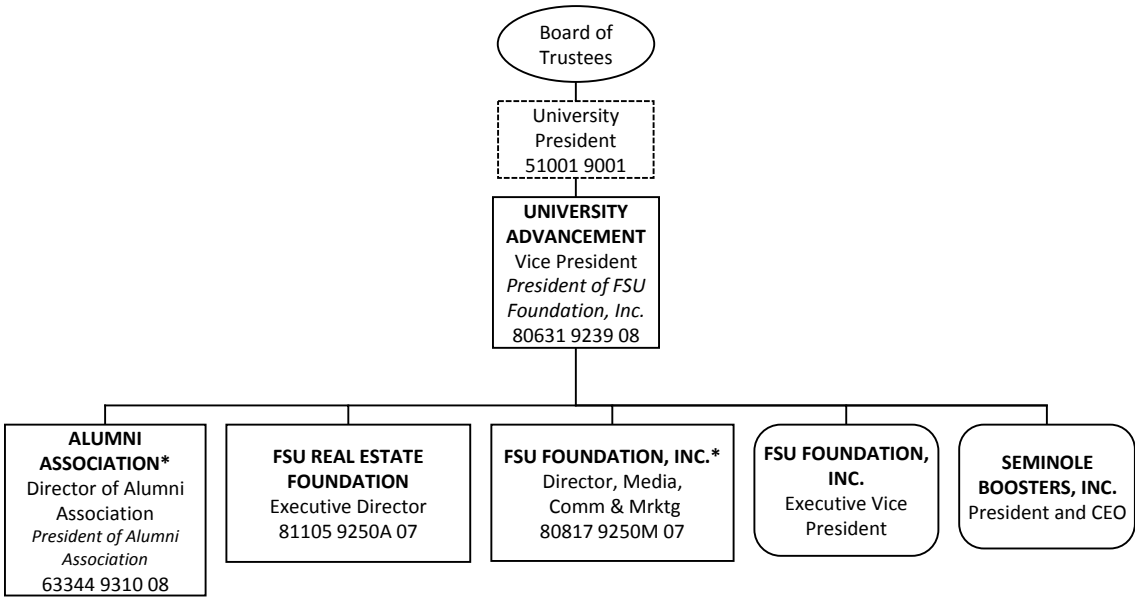 Board of
Trustees
University
President
51001 9001
UNIVERSITY
ADVANCEMENT
Vice President
President of FSU
Foundation, Inc.
80631 9239 08
ALUMNI
ASSOCIATION*
Director of Alumni
Association
President of Alumni
Association
63344 9310 08
FSU REAL ESTATE
FOUNDATION
Executive Director
81105 9250A 07
FSU FOUNDATION, INC.*
Director, Media,
Comm & Mrktg
80817 9250M 07
FSU FOUNDATION,
INC.
Executive Vice
President
SEMINOLE
BOOSTERS, INC.
President and CEO